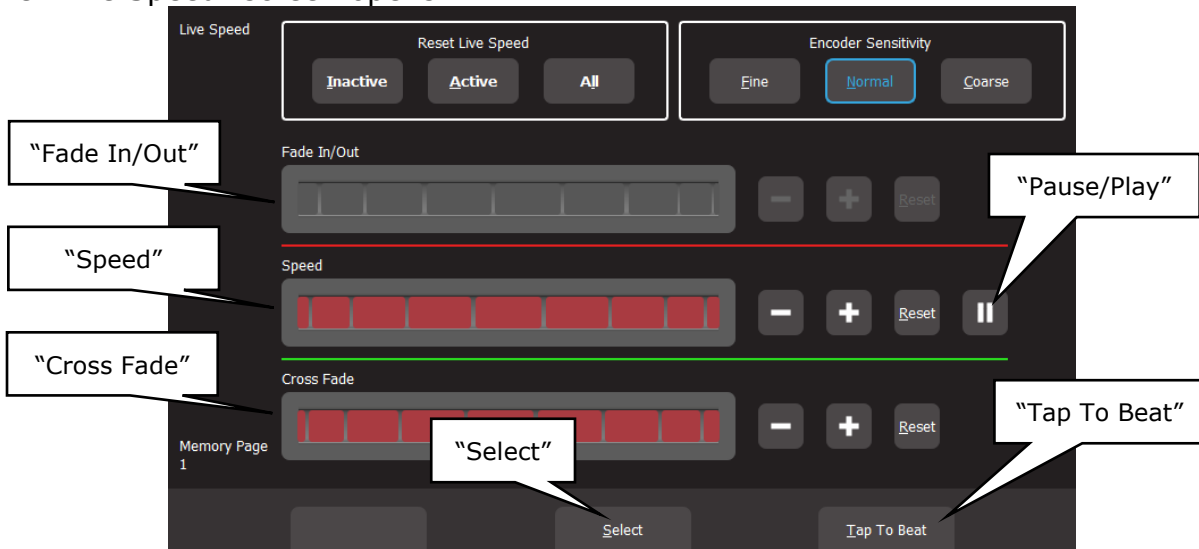 Live Speed
Reset Live Speed
Encoder Sensitivity
Inactive
Active
All
Fine
Normal
Coarse
"Fade In/Out"
Fade In/Out
Reset
"Pause/Play"
"Speed"
Speed
Reset
"Cross Fade"
Cross Fade
Reset
"Tap To Beat"
"Select"
Memory Page
1
Select
Tap To Beat